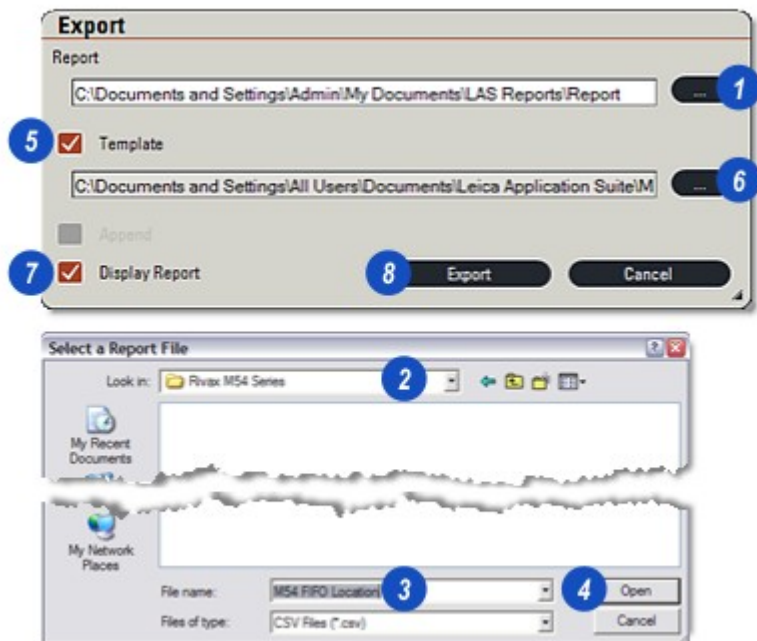 Export
Report
C:\Documents and Settings\Admin\My Documents\LAS Reports\Report
... 1
5 Template
C:\Documents and Settings\All Users\Documents\Leica Application Suite\M
... 6
Append
7 Display Report
8 Export
Cancel
Select a Report File
Look in: Rivax M54 Series 2
My Recent
Documents
My Network
Places
File name: M54 FIFO Location 3
4 Open
Files of type: CSV Files (*.csv)
Cancel